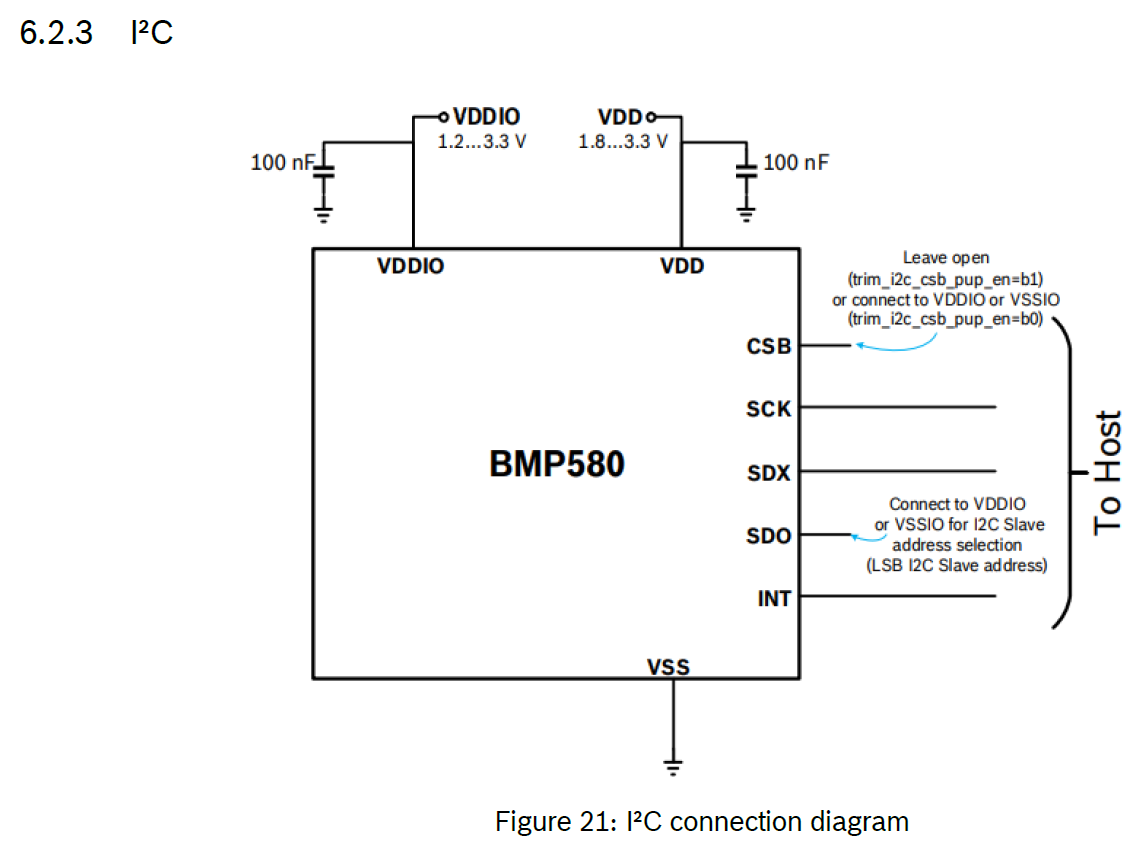 6.2.3 I²C
VDDIO
1.2...3.3 V
VDD
1.8...3.3 V
100 nF
100 nF
VDDIO
VDD
Leave open
(trim_i2c_csb_pup_en=b1)
or connect to VDDIO or VSSIO
(trim_i2c_csb_pup_en=b0)
CSB
SCK
BMP580
SDX
To Host
Connect to VDDIO
or VSSIO for I2C Slave
address selection
(LSB I2C Slave address)
SDO
INT
VSS
Figure 21: I²C connection diagram